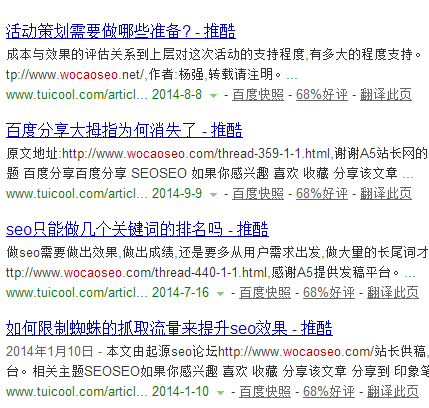 活动策划需要做哪些准备? - 推酷
成本与效果的评估关系到上层对这次活动的支持程度,有多大的程度支持。
tp://www.wocaoseo.net/,作者:杨强,转载请注明。...
www.tuicool.com/articl... 2014-8-8 - 百度快照 - 68%好评 - 翻译此页
百度分享大拇指为何消失了 - 推酷
原文地址:http://www.wocaoseo.com/thread-359-1-1.html,谢谢A5站长网的
题 百度分享百度分享 SEOSEO 如果你感兴趣 喜欢 收藏 分享该文章 ...
www.tuicool.com/articl... 2014-9-9 - 百度快照 - 68%好评 - 翻译此页
seo只能做几个关键词的排名吗 - 推酷
做seo需要做出效果,做出成绩,还是要多从用户需求出发,做大量的长尾词才
ttp://www.wocaoseo.com/thread-440-1-1.html,感谢A5提供发稿平台。...
www.tuicool.com/articl... 2014-7-16 - 百度快照 - 68%好评 - 翻译此页
如何限制蜘蛛的抓取流量来提升seo效果 - 推酷
2014年1月10日 - 本文由起源seo论坛http://www.wocaoseo.com/站长供稿,
台。相关主题SEOSEO如果你感兴趣 喜欢 收藏 分享该文章 分享到 印象笔
www.tuicool.com/articl... 2014-1-10 - 百度快照 - 68%好评 - 翻译此页